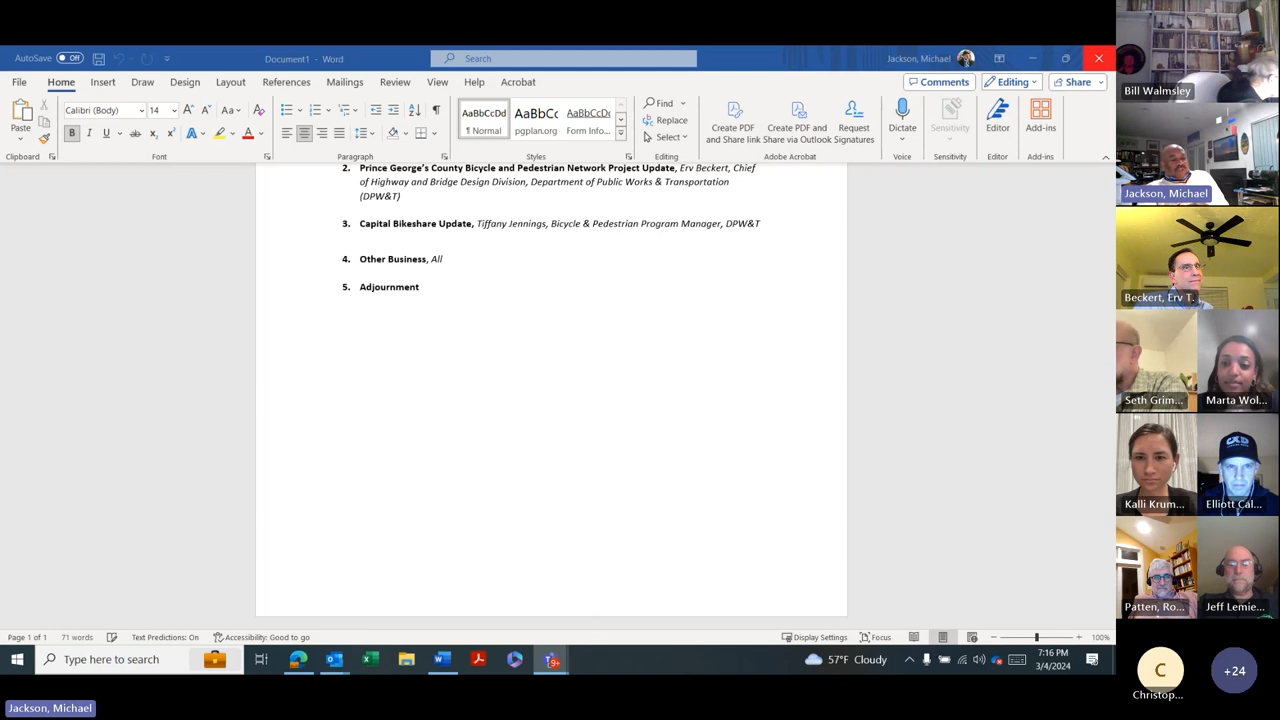 AutoSave Off
Document1 - Word
Search
Jackson, Michael
File Home Insert Draw Design Layout References Mailings Review View Help Acrobat
Comments Editing Share
Calibri (Body) 14
Paste
Clipboard
Font
Paragraph
AaBbCcDd AaBbCc AaBbCcDc
¶ Normal pgplan.org Form Info...
Styles
Find
Replace
Select
Editing
Create PDF and Share link
Create PDF and Share via Outlook
Request Signatures
Adobe Acrobat
Dictate
Voice
Sensitivity
Sensitivity
Editor
Editor
Add-ins
Add-ins
2. Prince George's County Bicycle and Pedestrian Network Project Update, Erv Beckert, Chief
of Highway and Bridge Design Division, Department of Public Works & Transportation
(DPW&T)
3. Capital Bikeshare Update, Tiffany Jennings, Bicycle & Pedestrian Program Manager, DPW&T
4. Other Business, All
5. Adjournment
Page 1 of 1 71 words Text Predictions: On Accessibility: Good to go
Display Settings Focus 100%
Type here to search
57°F Cloudy
7:16 PM
3/4/2024
Jackson, Michael
Bill Walmsley
Jackson, Michael
Beckert, Erv T.
Seth Grim... Marta Wol...
Kalli Krum... Elliott Cal...
Patten, Ro... Jeff Lemie...
C +24
Christop...